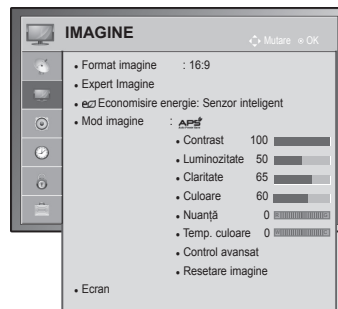 IMAGINE
Mutare OK
• Format imagine : 16:9
• Expert Imagine
• Economisire energie: Senzor inteligent
• Mod imagine : APS
• Contrast 100
• Luminozitate 50
• Claritate 65
• Culoare 60
• Nuanță 0
• Temp. culoare 0
• Control avansat
• Resetare imagine
• Ecran